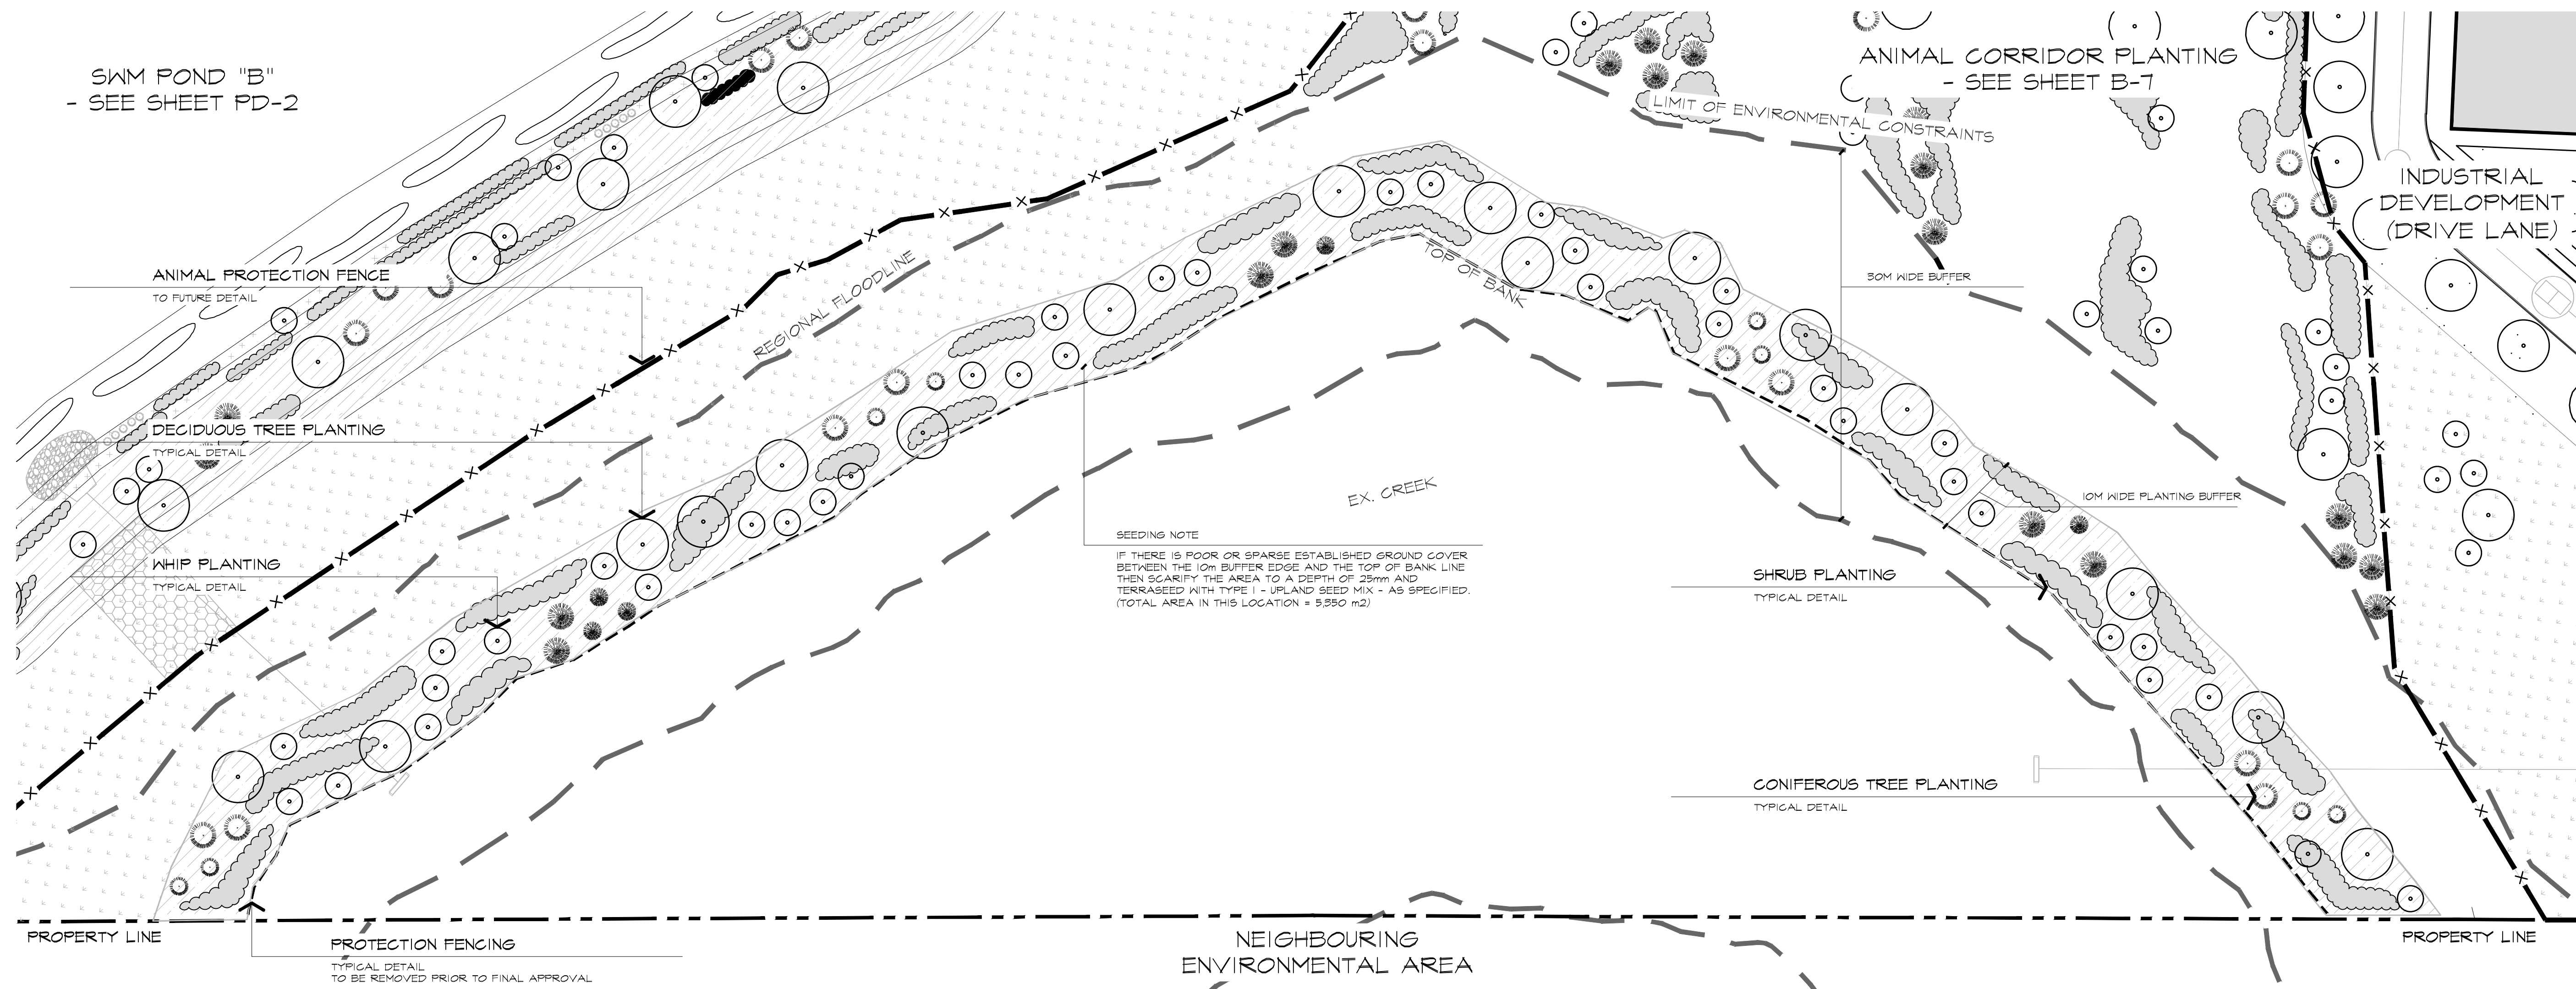 SWM POND "B"
- SEE SHEET PD-2
ANIMAL CORRIDOR PLANTING
- SEE SHEET B-7
LIMIT OF ENVIRONMENTAL CONSTRAINTS
INDUSTRIAL
DEVELOPMENT
(DRIVE LANE)
ANIMAL PROTECTION FENCE
TO FUTURE DETAIL
REGIONAL FLOODLINE
TOP OF BANK
30M WIDE BUFFER
DECIDUOUS TREE PLANTING
TYPICAL DETAIL
EX. CREEK
10M WIDE PLANTING BUFFER
WHIP PLANTING
TYPICAL DETAIL
SEEDING NOTE
IF THERE IS POOR OR SPARSE ESTABLISHED GROUND COVER
BETWEEN THE 10m BUFFER EDGE AND THE TOP OF BANK LINE
THEN SCARIFY THE AREA TO A DEPTH OF 25mm AND
TERRASEED WITH TYPE 1 - UPLAND SEED MIX - AS SPECIFIED.
(TOTAL AREA IN THIS LOCATION = 5,550 m2)
SHRUB PLANTING
TYPICAL DETAIL
CONIFEROUS TREE PLANTING
TYPICAL DETAIL
PROPERTY LINE
PROPERTY LINE
PROTECTION FENCING
TYPICAL DETAIL
TO BE REMOVED PRIOR TO FINAL APPROVAL
NEIGHBOURING
ENVIRONMENTAL AREA